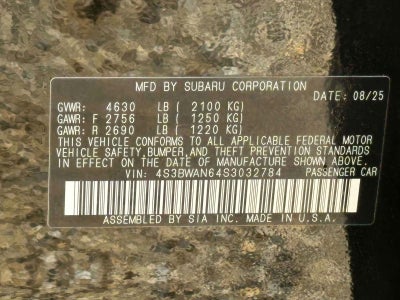 MFD BY SUBARU CORPORATION
DATE: 08/25
GVWR: 4630 LB ( 2100 KG)
GAWR: F 2756 LB ( 1250 KG)
GAWR: R 2690 LB ( 1220 KG)
THIS VEHICLE CONFORMS TO ALL APPLICABLE FEDERAL MOTOR
VEHICLE SAFETY, BUMPER, AND THEFT PREVENTION STANDARDS
IN EFFECT ON THE DATE OF MANUFACTURE SHOWN ABOVE.
VIN: 4S3BWAN64S3032784 PASSENGER CAR
ASSEMBLED BY SIA INC. MADE IN U.S.A.